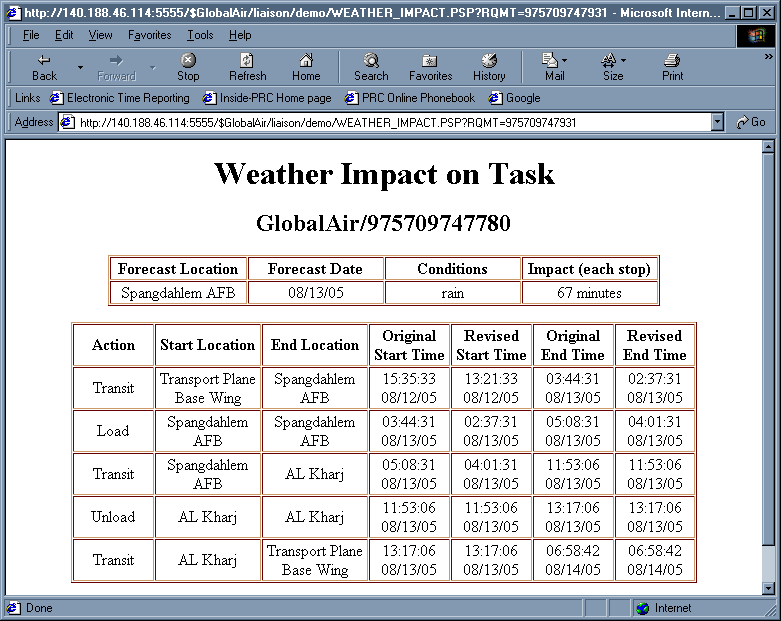 http://140.188.46.114:5555/$GlobalAir/liaison/demo/WEATHER_IMPACT.PSP?RQMT=975709747931 - Microsoft Intern...
File Edit View Favorites Tools Help
Back Forward Stop Refresh Home Search Favorites History Mail Size Print »
Links Electronic Time Reporting Inside-PRC Home page PRC Online Phonebook Google
Address http://140.188.46.114:5555/$GlobalAir/liaison/demo/WEATHER_IMPACT.PSP?RQMT=975709747931 Go
Weather Impact on Task
GlobalAir/975709747780
Forecast Location Forecast Date Conditions Impact (each stop)
Spangdahlem AFB 08/13/05 rain 67 minutes
Action Start Location End Location Original Start Time Revised Start Time Original End Time Revised End Time
Transit Transport Plane Base Wing Spangdahlem AFB 15:35:33 08/12/05 13:21:33 08/12/05 03:44:31 08/13/05 02:37:31 08/13/05
Load Spangdahlem AFB Spangdahlem AFB 03:44:31 08/13/05 02:37:31 08/13/05 05:08:31 08/13/05 04:01:31 08/13/05
Transit Spangdahlem AFB AL Kharj 05:08:31 08/13/05 04:01:31 08/13/05 11:53:06 08/13/05 11:53:06 08/13/05
Unload AL Kharj AL Kharj 11:53:06 08/13/05 11:53:06 08/13/05 13:17:06 08/13/05 13:17:06 08/13/05
Transit AL Kharj Transport Plane Base Wing 13:17:06 08/13/05 13:17:06 08/13/05 06:58:42 08/14/05 06:58:42 08/14/05
Done Internet